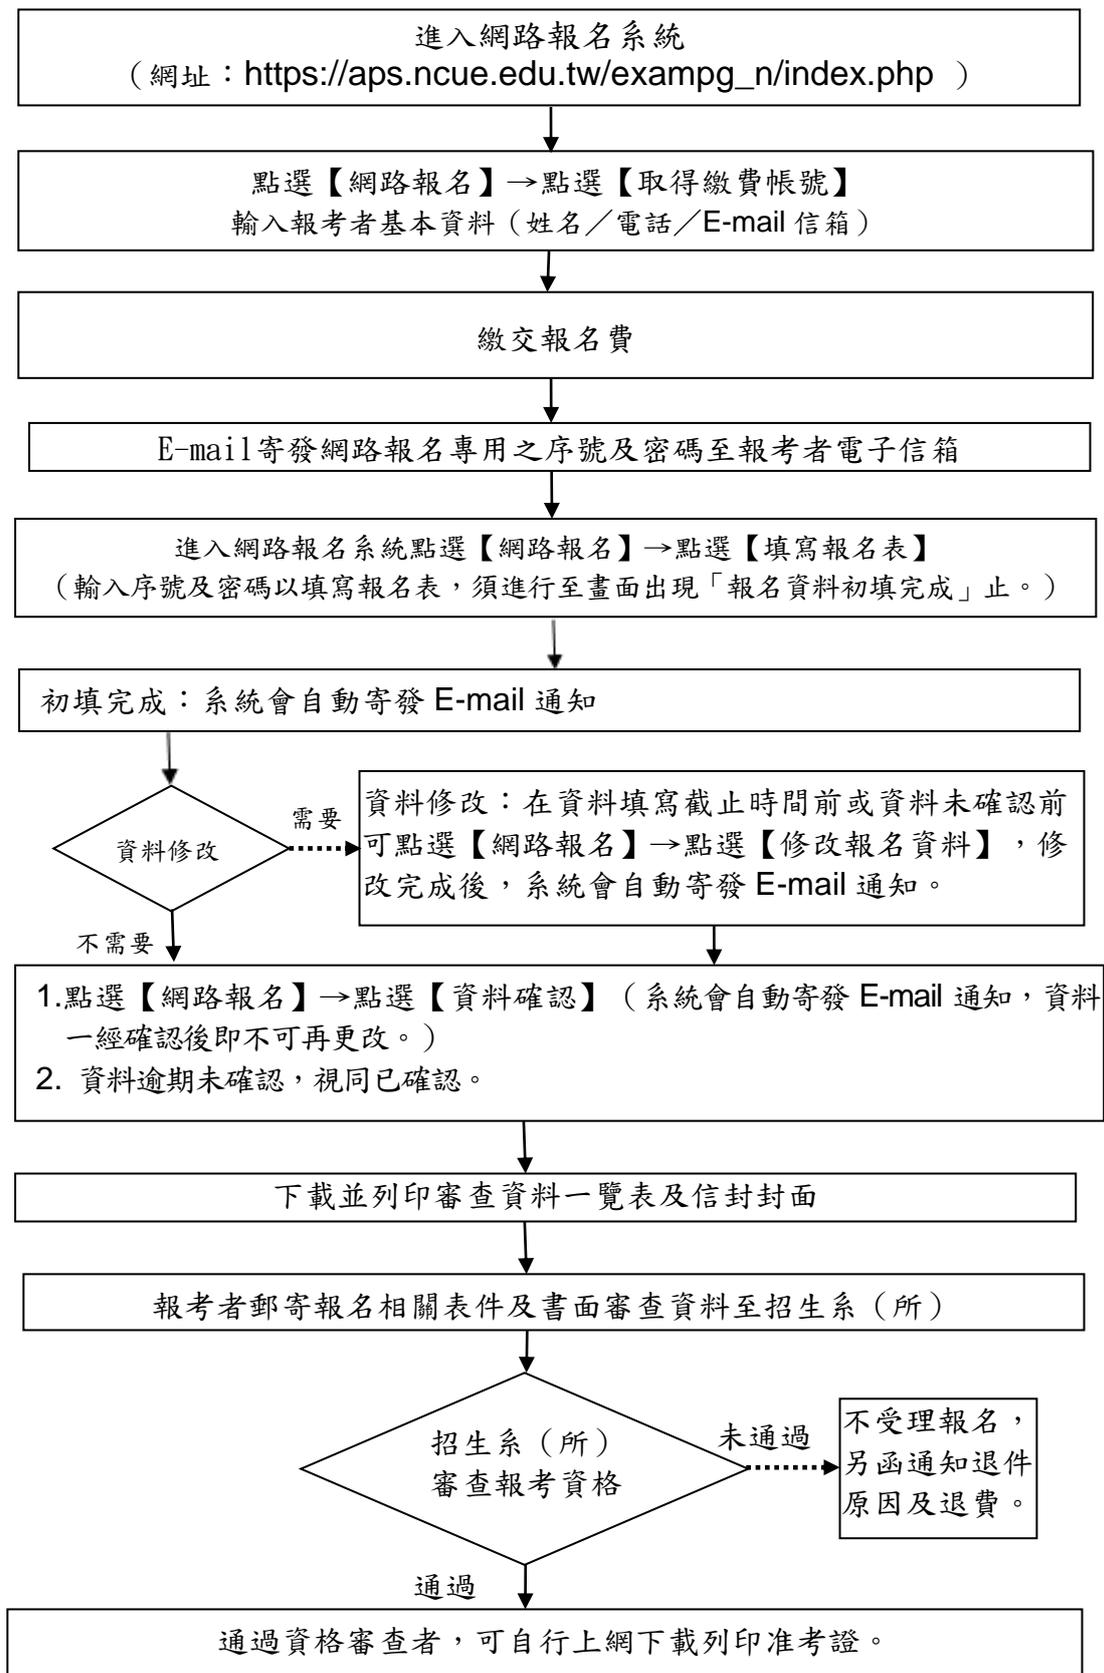 進入網路報名系統
（網址：https://aps.ncue.edu.tw/exampg_n/index.php ）
點選【網路報名】→點選【取得繳費帳號】
輸入報考者基本資料（姓名／電話／E-mail 信箱）
繳交報名費
E-mail寄發網路報名專用之序號及密碼至報考者電子信箱
進入網路報名系統點選【網路報名】→點選【填寫報名表】
（輸入序號及密碼以填寫報名表，須進行至畫面出現「報名資料初填完成」止。）
初填完成：系統會自動寄發 E-mail 通知
資料修改
需要
資料修改：在資料填寫截止時間前或資料未確認前
可點選【網路報名】→點選【修改報名資料】，修
改完成後，系統會自動寄發 E-mail 通知。
不需要
1.點選【網路報名】→點選【資料確認】（系統會自動寄發 E-mail 通知，資料
一經確認後即不可再更改。）
2. 資料逾期未確認，視同已確認。
下載並列印審查資料一覽表及信封封面
報考者郵寄報名相關表件及書面審查資料至招生系（所）
招生系（所）
審查報考資格
未通過
不受理報名，
另函通知退件
原因及退費。
通過
通過資格審查者，可自行上網下載列印准考證。